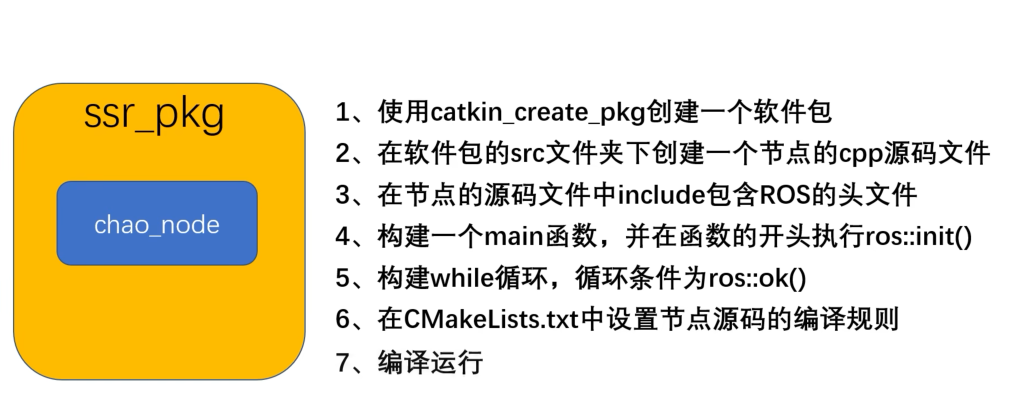 ssr_pkg
chao_node
1、使用catkin_create_pkg创建一个软件包
2、在软件包的src文件夹下创建一个节点的cpp源码文件
3、在节点的源码文件中include包含ROS的头文件
4、构建一个main函数，并在函数的开头执行ros::init()
5、构建while循环，循环条件为ros::ok()
6、在CMakeLists.txt中设置节点源码的编译规则
7、编译运行